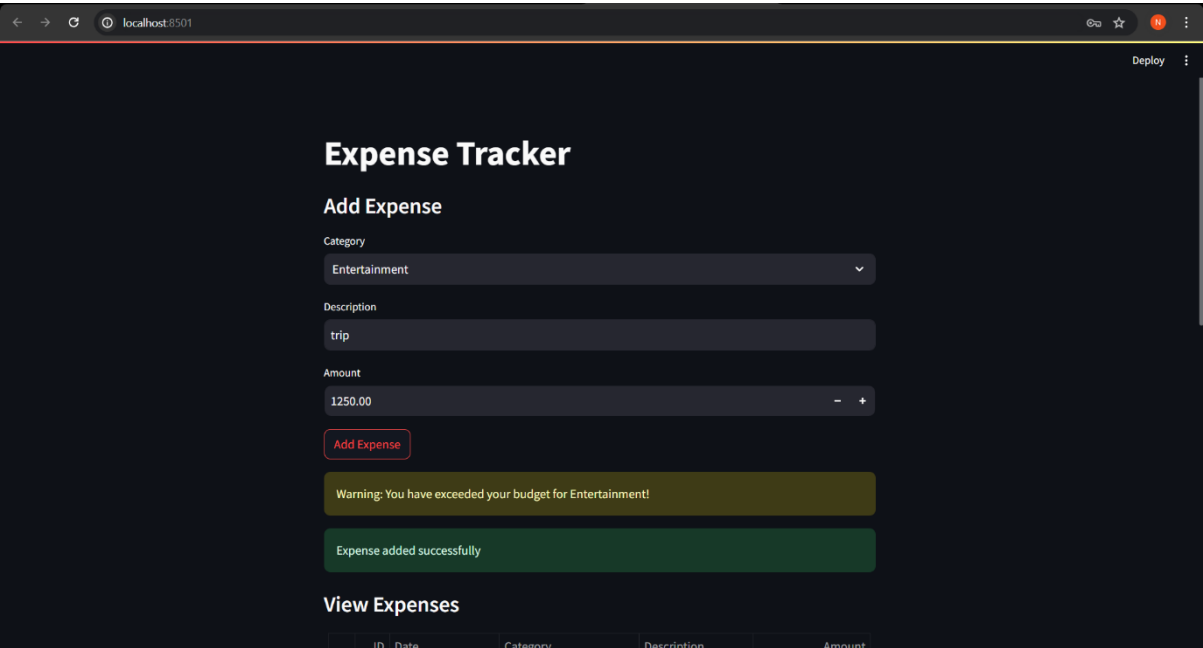 localhost:8501
N
Deploy
Expense Tracker
Add Expense
Category
Entertainment
Description
trip
Amount
1250.00 - +
Add Expense
Warning: You have exceeded your budget for Entertainment!
Expense added successfully
View Expenses
ID Date Category Description Amount